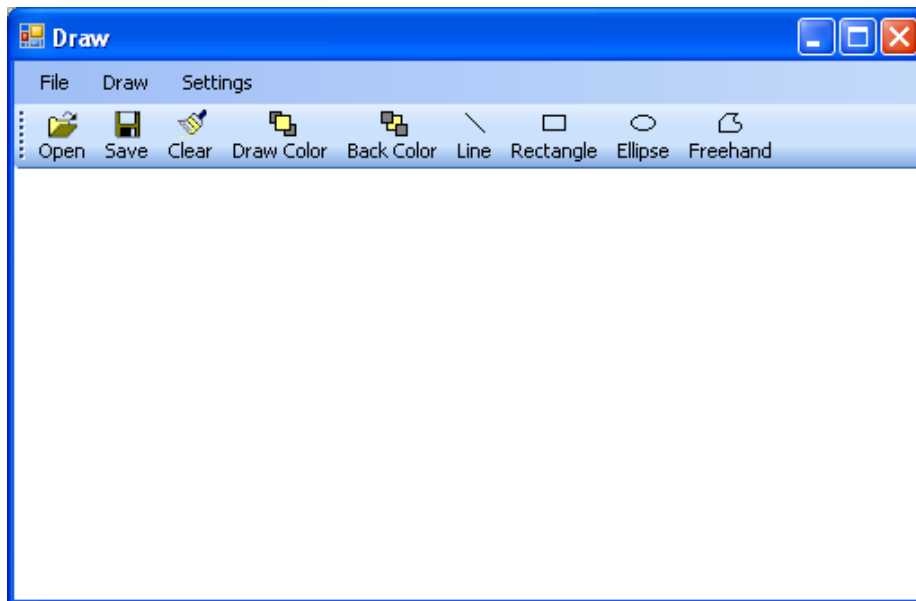 Draw
File Draw Settings
Open Save Clear Draw Color Back Color Line Rectangle Ellipse Freehand